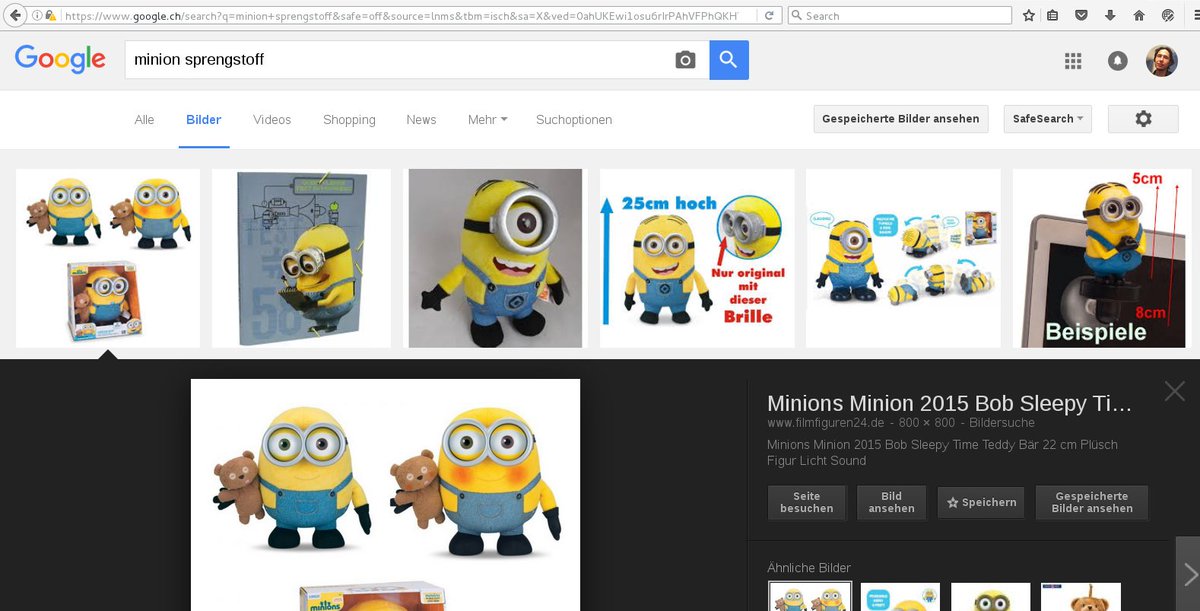 https://www.google.ch/search?q=minion+sprengstoff&safe=off&source=lnms&tbm=isch&sa=X&ved=0ahUKEwi1osu6rIrPAhVFPhQKH
Search
Google
minion sprengstoff
Alle
Bilder
Videos
Shopping
News
Mehr
Suchoptionen
Gespeicherte Bilder ansehen
SafeSearch
25cm hoch
Nur original
mit
dieser
Brille
5cm
8cm
Beispiele
Minions Minion 2015 Bob Sleepy Ti...
www.filmfiguren24.de - 800 × 800 - Bildersuche
Minions Minion 2015 Bob Sleepy Time Teddy Bär 22 cm Plüsch
Figur Licht Sound
Seite
besuchen
Bild
ansehen
Speichern
Gespeicherte
Bilder ansehen
Ähnliche Bilder
minions